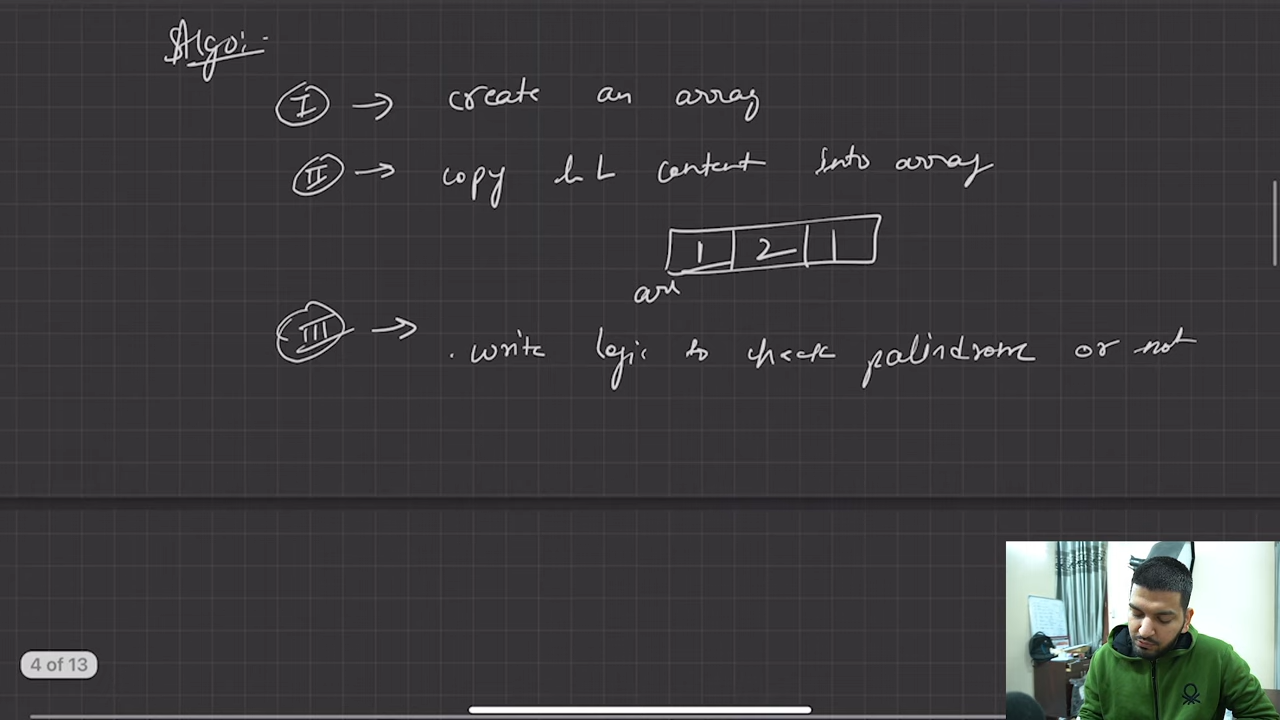 Algo:-
I → create an array
II → copy LL content into array
1 2 1
arr
III → . write logic to check palindrome or not
4 of 13